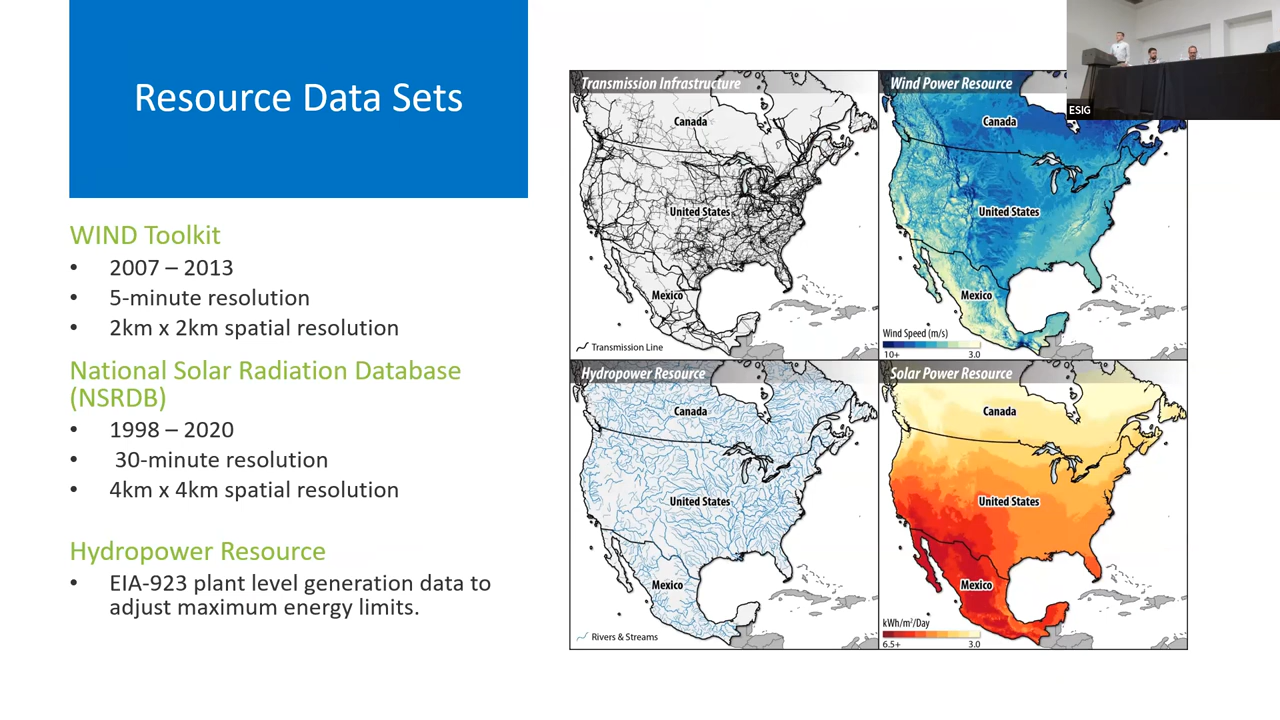 Resource Data Sets
WIND Toolkit
• 2007 – 2013
• 5-minute resolution
• 2km x 2km spatial resolution
National Solar Radiation Database
(NSRDB)
• 1998 – 2020
• 30-minute resolution
• 4km x 4km spatial resolution
Hydropower Resource
• EIA-923 plant level generation data to
adjust maximum energy limits.
Transmission Infrastructure
Canada
United States
Mexico
Transmission Line
Wind Power Resource
Canada
United States
Mexico
Wind Speed (m/s)
10+ 3.0
Hydropower Resource
Canada
United States
Mexico
Rivers & Streams
Solar Power Resource
Canada
United States
Mexico
kWh/m²/Day
6.5+ 3.0
ESIG